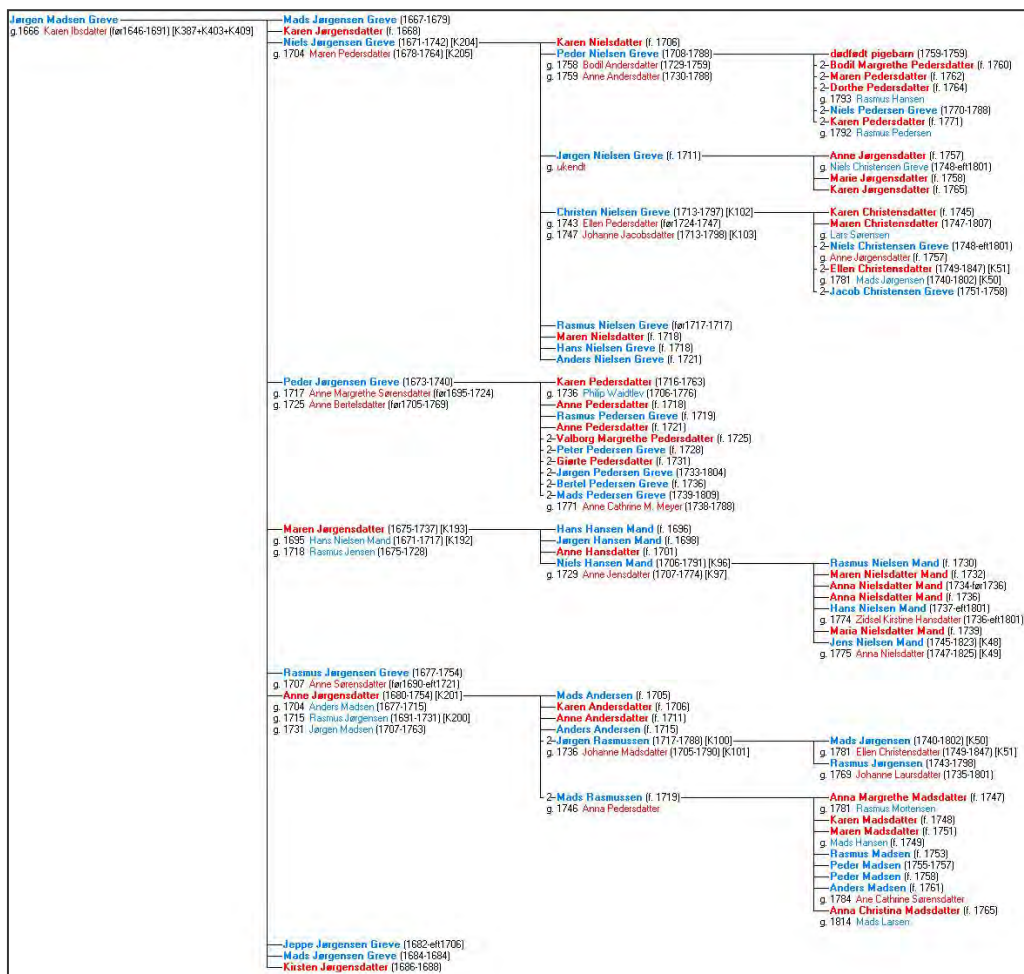 Jørgen Madsen Greve
g.1666 Karen Ibsdatter (før1646-1691) [K387+K403+K409]
Mads Jørgensen Greve (1667-1679)
Karen Jørgensdatter (f. 1668)
Niels Jørgensen Greve (1671-1742) [K204]
g. 1704 Maren Pedersdatter (1678-1764) [K205]
Karen Nielsdatter (f. 1706)
Peder Nielsen Greve (1708-1788)
g. 1758 Bodil Andersdatter (1729-1759)
g. 1759 Anne Andersdatter (1730-1788)
dødfødt pigebarn (1759-1759)
2-Bodil Margrethe Pedersdatter (f. 1760)
2-Maren Pedersdatter (f. 1762)
2-Dorthe Pedersdatter (f. 1764)
g. 1793 Rasmus Hansen
2-Niels Pedersen Greve (1770-1788)
2-Karen Pedersdatter (f. 1771)
g. 1792 Rasmus Pedersen
Jørgen Nielsen Greve (f. 1711)
g. ukendt
Anne Jørgensdatter (f. 1757)
g. Niels Christensen Greve (1748-eft1801)
Marie Jørgensdatter (f. 1758)
Karen Jørgensdatter (f. 1765)
Christen Nielsen Greve (1713-1797) [K102]
g. 1743 Ellen Pedersdatter (før1724-1747)
g. 1747 Johanne Jacobsdatter (1713-1798) [K103]
Karen Christensdatter (f. 1745)
Maren Christensdatter (1747-1807)
g. Lars Sørensen
2-Niels Christensen Greve (1748-eft1801)
g. Anne Jørgensdatter (f. 1757)
2-Ellen Christensdatter (1749-1847) [K51]
g. 1781 Mads Jørgensen (1740-1802) [K50]
2-Jacob Christensen Greve (1751-1758)
Rasmus Nielsen Greve (før1717-1717)
Maren Nielsdatter (f. 1718)
Hans Nielsen Greve (f. 1718)
Anders Nielsen Greve (f. 1721)
Peder Jørgensen Greve (1673-1740)
g. 1717 Anne Margrethe Sørensdatter (før1695-1724)
g. 1725 Anne Bertelsdatter (før1705-1769)
Karen Pedersdatter (1716-1763)
g. 1736 Philip Waidtløv (1706-1776)
Anne Pedersdatter (f. 1718)
Rasmus Pedersen Greve (f. 1719)
Anne Pedersdatter (f. 1721)
2-Valborg Margrethe Pedersdatter (f. 1725)
2-Peter Pedersen Greve (f. 1728)
2-Giørte Pedersdatter (f. 1731)
2-Jørgen Pedersen Greve (1733-1804)
2-Bertel Pedersen Greve (f. 1736)
2-Mads Pedersen Greve (1739-1809)
g. 1771 Anne Cathrine M. Meyer (1738-1788)
Maren Jørgensdatter (1675-1737) [K193]
g. 1695 Hans Nielsen Mand (1671-1717) [K192]
g. 1718 Rasmus Jensen (1675-1728)
Hans Hansen Mand (f. 1696)
Jørgen Hansen Mand (f. 1698)
Anne Hansdatter (f. 1701)
Niels Hansen Mand (1706-1791) [K96]
g. 1729 Anne Jensdatter (1707-1774) [K97]
Rasmus Nielsen Mand (f. 1730)
Maren Nielsdatter Mand (f. 1732)
Anna Nielsdatter Mand (1734-før1736)
Anna Nielsdatter Mand (f. 1736)
Hans Nielsen Mand (1737-eft1801)
g. 1774 Zidsel Kirstine Hansdatter (1736-eft1801)
Maria Nielsdatter Mand (f. 1739)
Jens Nielsen Mand (1745-1823) [K48]
g. 1775 Anna Nielsdatter (1747-1825) [K49]
Rasmus Jørgensen Greve (1677-1754)
g. 1707 Anne Sørensdatter (før1690-eft1721)
Anne Jørgensdatter (1680-1754) [K201]
g. 1704 Anders Madsen (1677-1715)
g. 1715 Rasmus Jørgensen (1691-1731) [K200]
g. 1731 Jørgen Madsen (1707-1763)
Mads Andersen (f. 1705)
Karen Andersdatter (f. 1706)
Anne Andersdatter (f. 1711)
Anders Andersen (f. 1715)
2-Jørgen Rasmussen (1717-1788) [K100]
g. 1736 Johanne Madsdatter (1705-1790) [K101]
Mads Jørgensen (1740-1802) [K50]
g. 1781 Ellen Christensdatter (1749-1847) [K51]
Rasmus Jørgensen (1743-1798)
g. 1769 Johanne Laursdatter (1735-1801)
2-Mads Rasmussen (f. 1719)
g. 1746 Anna Pedersdatter
Anna Margrethe Madsdatter (f. 1747)
g. 1781 Rasmus Mortensen
Karen Madsdatter (f. 1748)
Maren Madsdatter (f. 1751)
g. Mads Hansen (f. 1749)
Rasmus Madsen (f. 1753)
Peder Madsen (1755-1757)
Peder Madsen (f. 1758)
Anders Madsen (f. 1761)
g. 1784 Ane Cathrine Sørensdatter
Anna Christina Madsdatter (f. 1765)
g. 1814 Mads Larsen
Jeppe Jørgensen Greve (1682-eft1706)
Mads Jørgensen Greve (1684-1684)
Kirsten Jørgensdatter (1686-1688)